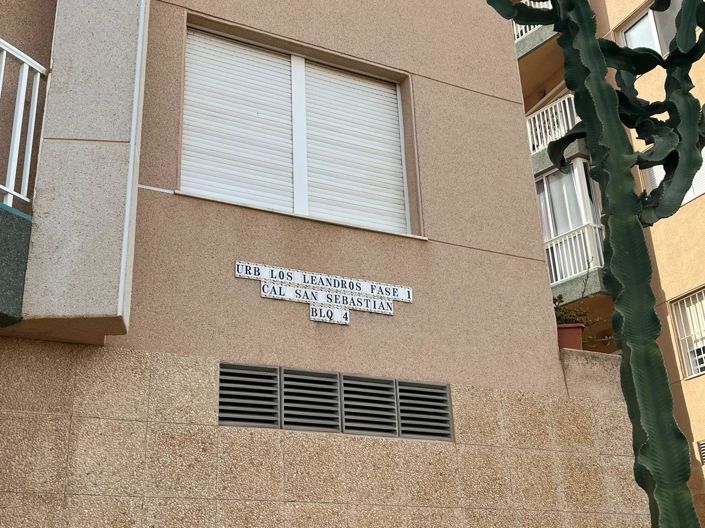 URB LOS LEANDROS FASE 1
CAL SAN SEBASTIAN
BLQ 4